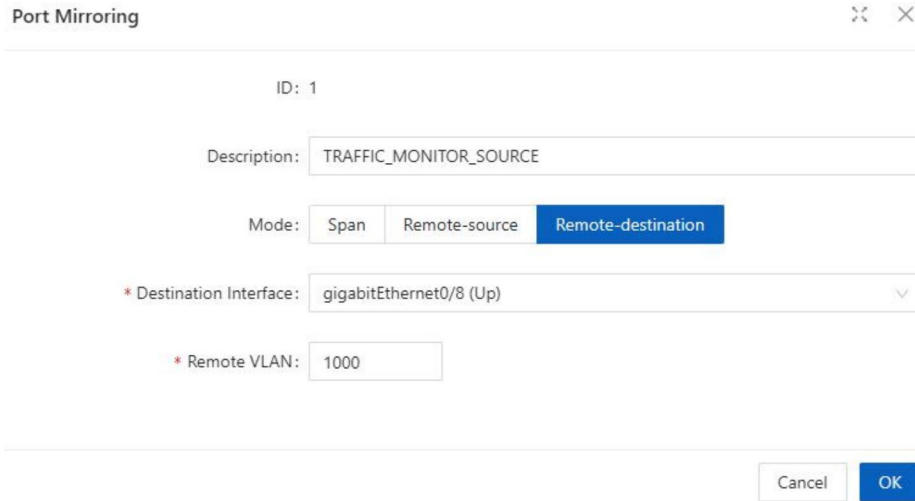 Port Mirroring
ID: 1
Description: TRAFFIC_MONITOR_SOURCE
Mode: Span Remote-source Remote-destination
* Destination Interface: gigabitEthernet0/8 (Up)
* Remote VLAN: 1000
Cancel OK